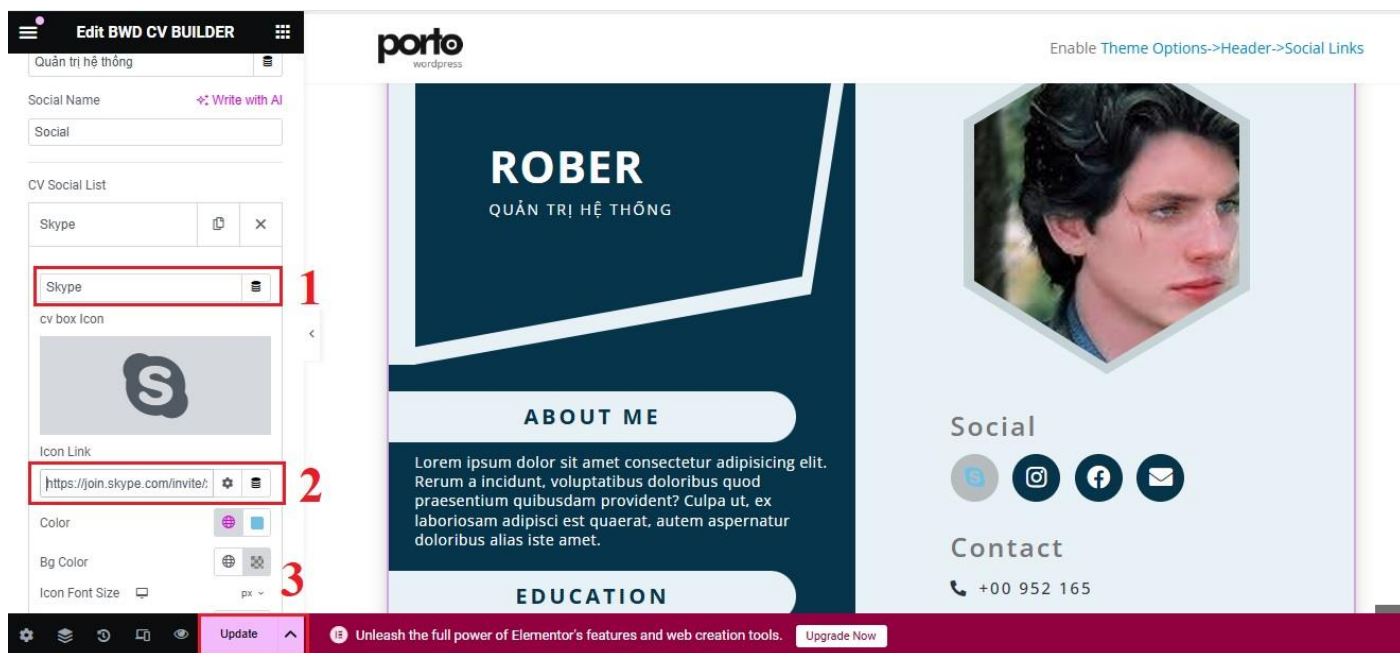 Edit BWD CV BUILDER
Quản trị hệ thống
Social Name
Write with AI
Social
CV Social List
Skype
Skype
1
cv box Icon
S
Icon Link
https://join.skype.com/invite/
2
Color
Bg Color
3
Icon Font Size
px
Update
porto
wordpress
Enable Theme Options->Header->Social Links
ROBER
QUẢN TRỊ HỆ THỐNG
ABOUT ME
Lorem ipsum dolor sit amet consectetur adipisicing elit.
Rerum a incidunt, voluptatibus doloribus quod
praesentium quibusdam provident? Culpa ut, ex
laboriosam adipisci est quaerat, autem aspernatur
doloribus alias iste amet.
EDUCATION
Social
Contact
+00 952 165
Unleash the full power of Elementor's features and web creation tools.
Upgrade Now